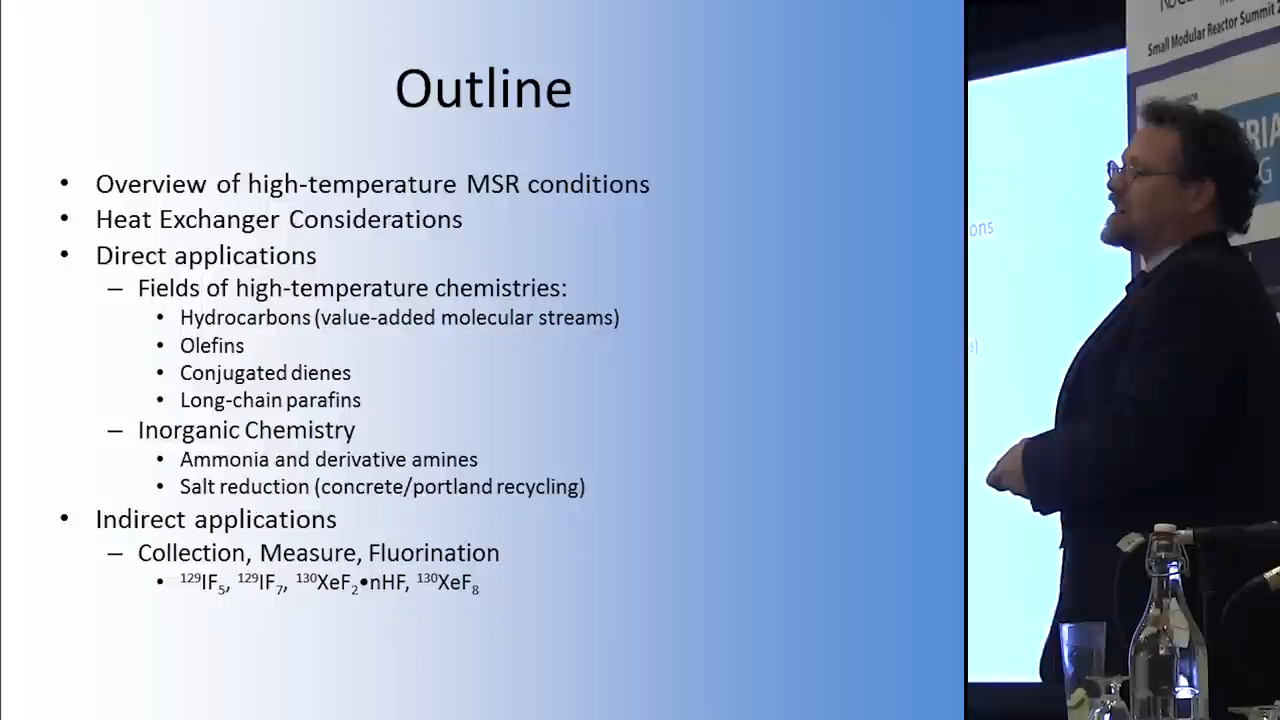 Outline
• Overview of high-temperature MSR conditions
• Heat Exchanger Considerations
• Direct applications
– Fields of high-temperature chemistries:
• Hydrocarbons (value-added molecular streams)
• Olefins
• Conjugated dienes
• Long-chain parafins
– Inorganic Chemistry
• Ammonia and derivative amines
• Salt reduction (concrete/portland recycling)
• Indirect applications
– Collection, Measure, Fluorination
• ¹²⁹IF₅, ¹²⁹IF₇, ¹³⁰XeF₂•nHF, ¹³⁰XeF₈
Small Modular Reactor Summit
ons
s)